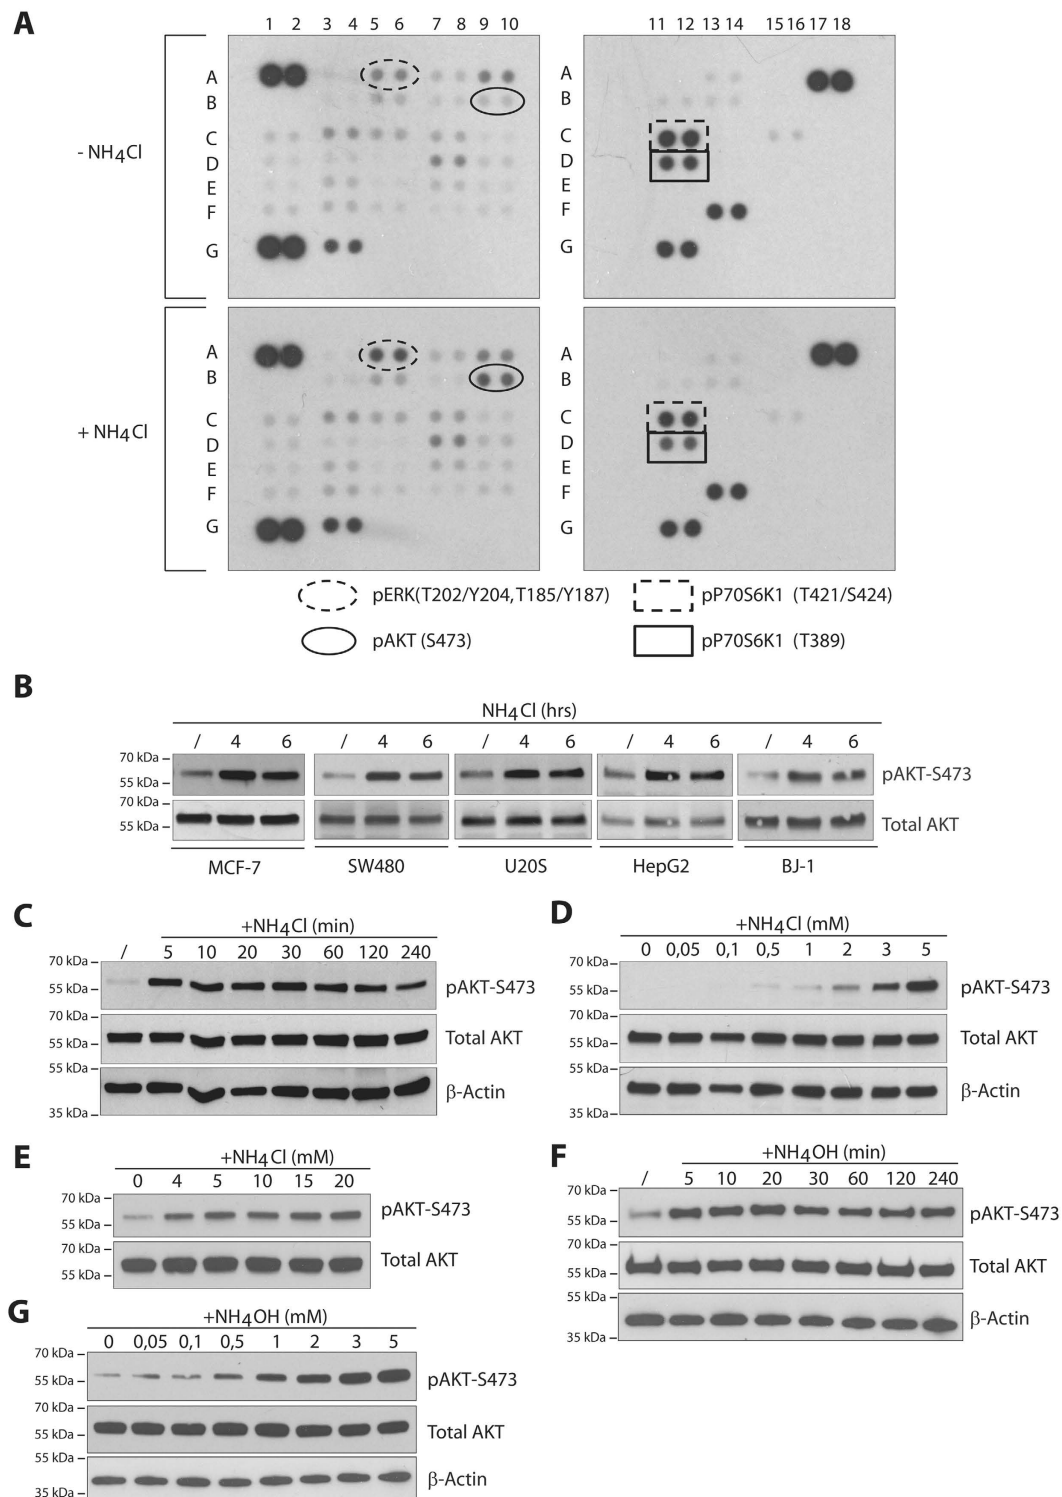 A
1 2 3 4 5 6 7 8 9 10
11 12 13 14 15 16 17 18
- NH4Cl
A
B
C
D
E
F
G
A
B
C
D
E
F
G
+ NH4Cl
A
B
C
D
E
F
G
A
B
C
D
E
F
G
pERK(T202/Y204,T185/Y187)
pP70S6K1 (T421/S424)
pAKT (S473)
pP70S6K1 (T389)
B
NH4Cl (hrs)
/ 4 6 / 4 6 / 4 6 / 4 6 / 4 6
70 kDa
55 kDa
pAKT-S473
70 kDa
55 kDa
Total AKT
MCF-7 SW480 U20S HepG2 BJ-1
C
+NH4Cl (min)
/ 5 10 20 30 60 120 240
70 kDa
55 kDa
pAKT-S473
70 kDa
55 kDa
Total AKT
55 kDa
35 kDa
β-Actin
D
+NH4Cl (mM)
0 0,05 0,1 0,5 1 2 3 5
70 kDa
55 kDa
pAKT-S473
70 kDa
55 kDa
Total AKT
55 kDa
35 kDa
β-Actin
E
+NH4Cl (mM)
0 4 5 10 15 20
70 kDa
55 kDa
pAKT-S473
70 kDa
55 kDa
Total AKT
F
+NH4OH (min)
/ 5 10 20 30 60 120 240
70 kDa
55 kDa
pAKT-S473
70 kDa
55 kDa
Total AKT
55 kDa
35 kDa
β-Actin
G
+NH4OH (mM)
0 0,05 0,1 0,5 1 2 3 5
70 kDa
55 kDa
pAKT-S473
70 kDa
55 kDa
Total AKT
55 kDa
35 kDa
β-Actin